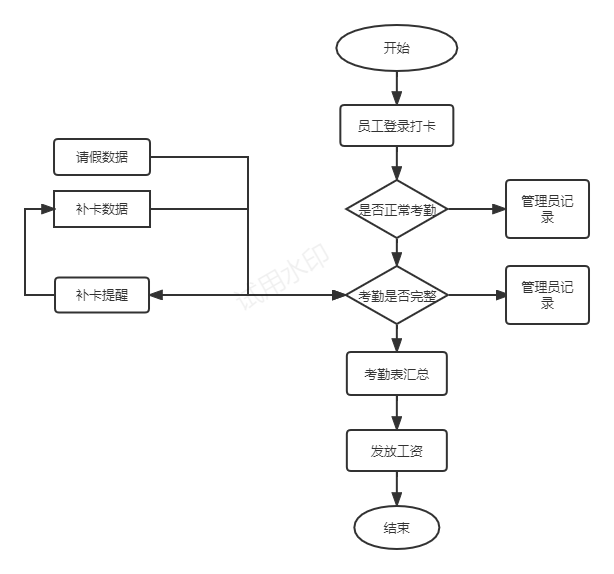 开始
员工登录打卡
请假数据
补卡数据
是否正常考勤
管理员记
录
补卡提醒
考勤是否完整
管理员记
录
试用水印
考勤表汇总
发放工资
结束